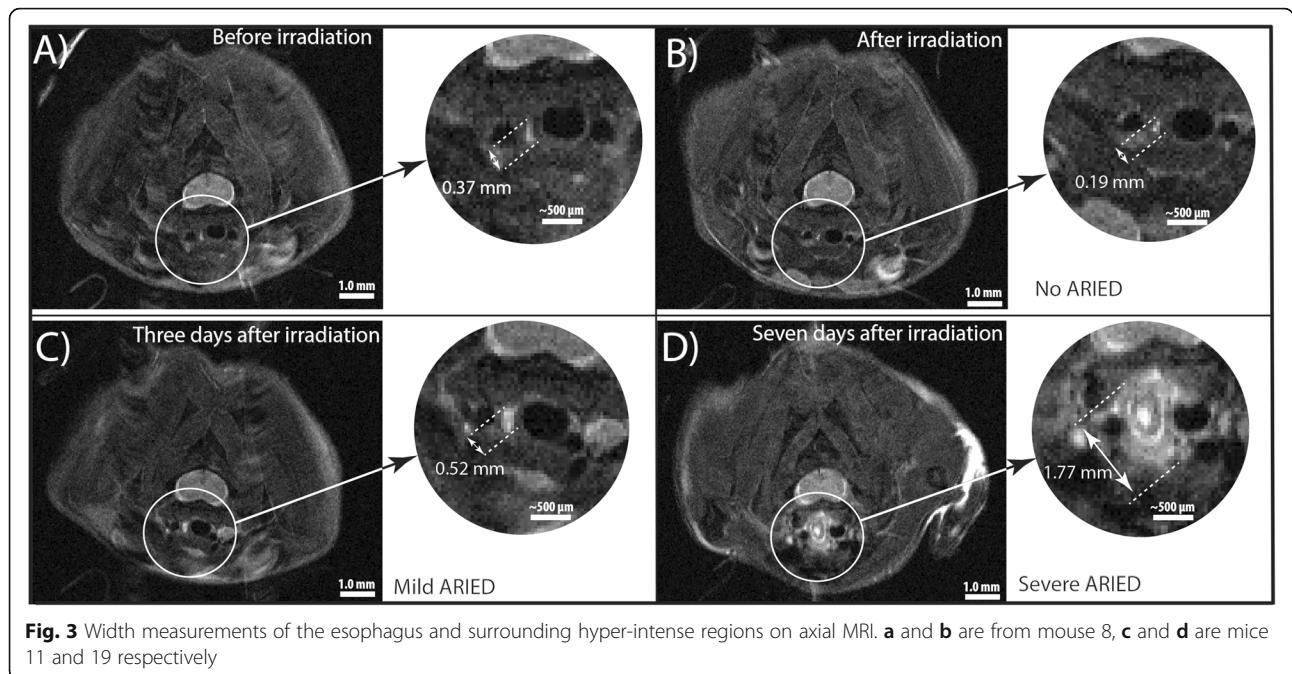 A)
Before irradiation
0.37 mm
~500 µm
1.0 mm
B)
After irradiation
0.19 mm
~500 µm
1.0 mm
No ARIED
C)
Three days after irradiation
0.52 mm
~500 µm
1.0 mm
Mild ARIED
D)
Seven days after irradiation
1.77 mm
~500 µm
1.0 mm
Severe ARIED
Fig. 3 Width measurements of the esophagus and surrounding hyper-intense regions on axial MRI. a and b are from mouse 8, c and d are mice
11 and 19 respectively